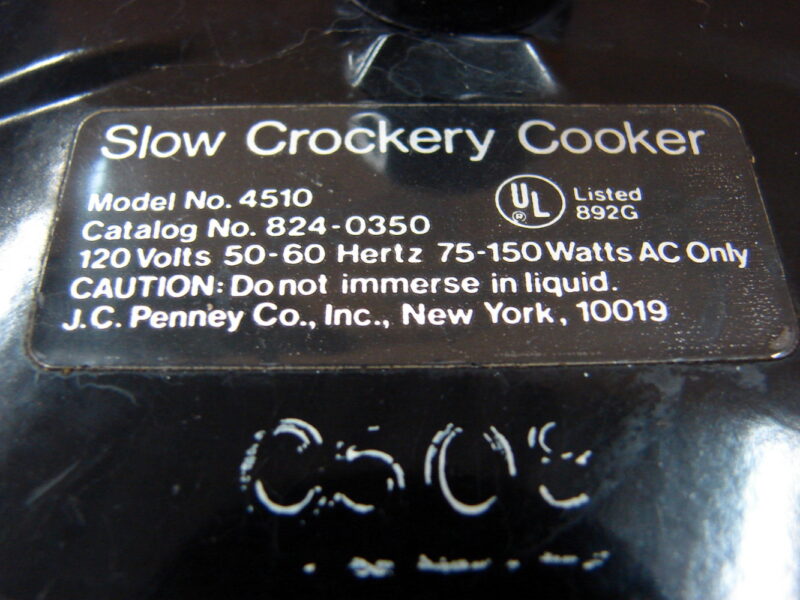 Slow Crockery Cooker
Model No. 4510
UL® Listed 892G
Catalog No. 824-0350
120 Volts 50-60 Hertz 75-150 Watts AC Only
CAUTION: Do not immerse in liquid.
J.C. Penney Co., Inc., New York, 10019